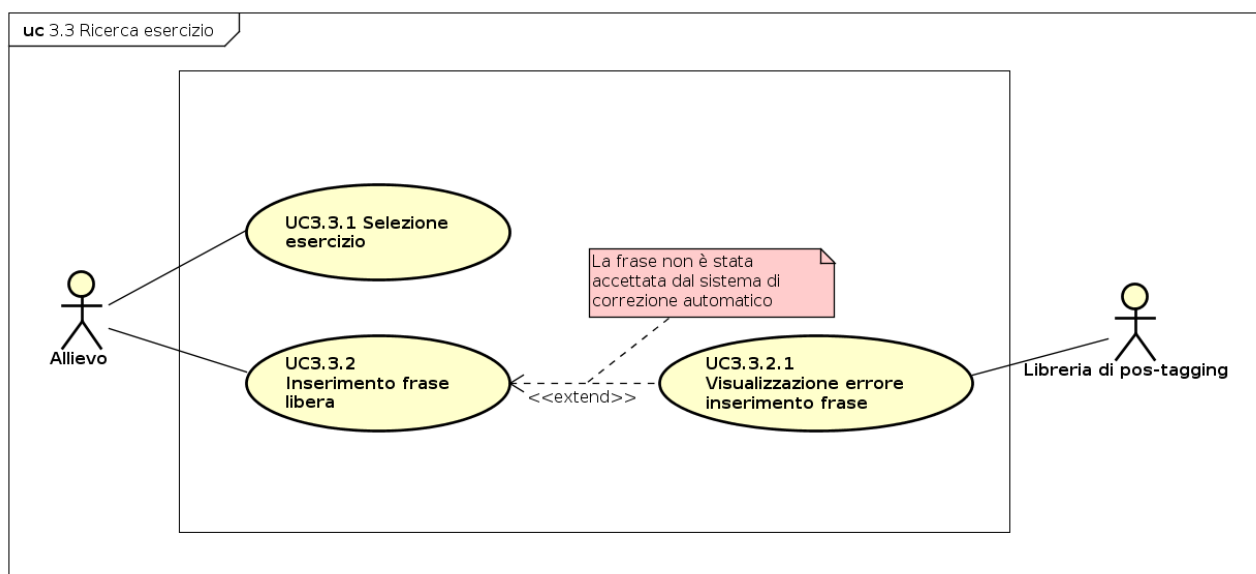 uc 3.3 Ricerca esercizio
UC3.3.1 Selezione
esercizio
La frase non è stata
accettata dal sistema di
correzione automatico
Allievo
UC3.3.2
Inserimento frase
libera
<<extend>>
UC3.3.2.1
Visualizzazione errore
inserimento frase
Libreria di pos-tagging